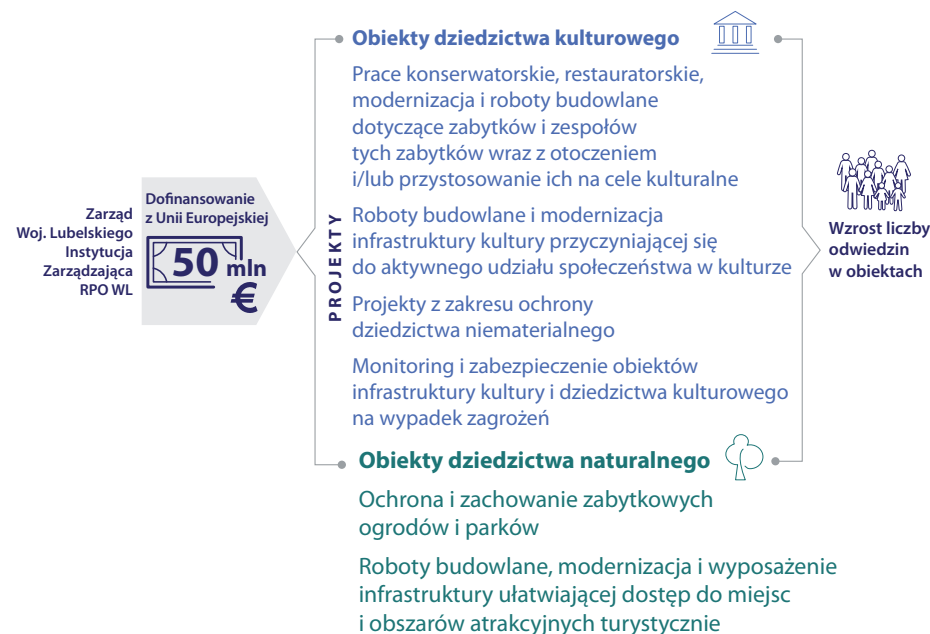 Zarząd
Woj. Lubelskiego
Instytucja
Zarządzająca
RPO WL
Dofinansowanie
z Unii Europejskiej
50 mln
€
PROJEKTY
Obiekty dziedzictwa kulturowego
Prace konserwatorskie, restauratorskie,
modernizacja i roboty budowlane
dotyczące zabytków i zespołów
tych zabytków wraz z otoczeniem
i/lub przystosowanie ich na cele kulturalne
Roboty budowlane i modernizacja
infrastruktury kultury przyczyniającej się
do aktywnego udziału społeczeństwa w kulturze
Projekty z zakresu ochrony
dziedzictwa niematerialnego
Monitoring i zabezpieczenie obiektów
infrastruktury kultury i dziedzictwa kulturowego
na wypadek zagrożeń
Obiekty dziedzictwa naturalnego
Ochrona i zachowanie zabytkowych
ogrodów i parków
Roboty budowlane, modernizacja i wyposażenie
infrastruktury ułatwiającej dostęp do miejsc
i obszarów atrakcyjnych turystycznie
Wzrost liczby
odwiedzin
w obiektach